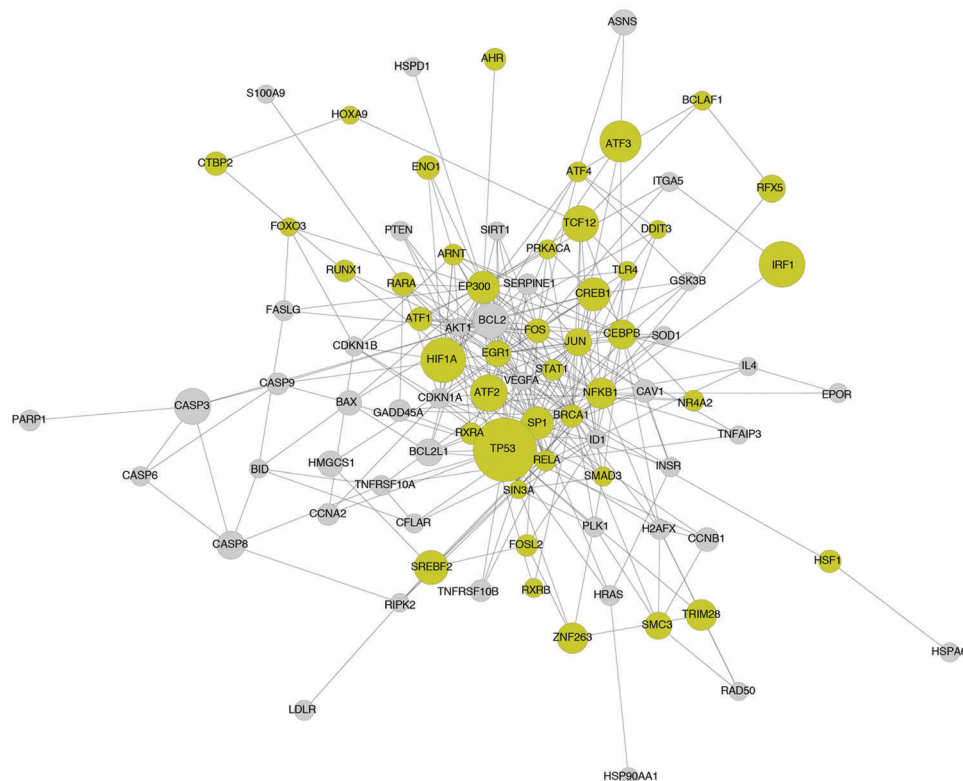 ASNS
AHR
HSPD1
S100A9
BCLAF1
HOXA9
ATF3
CTBP2
ENO1
ATF4
ITGA5
RFX5
FOXO3
PTEN
SIRT1
TCF12
DDIT3
PRKACA
ARNT
RUNX1
RARA
EP300
SERPINE1
TLR4
GSK3B
IRF1
CREB1
FASLG
ATF1
AKT1
BCL2
FOS
CEBPB
SOD1
CDKN1B
JUN
HIF1A
EGR1
STAT1
IL4
CASP9
VEGFA
CASP3
BAX
CDKN1A
ATF2
NFKB1
CAV1
EPOR
NR4A2
GADD45A
PARP1
BRCA1
SP1
RXRA
ID1
TNFAIP3
BCL2L1
TP53
RELA
HMGCS1
BID
INSR
CASP6
TNFRSF10A
SMAD3
SIN3A
CCNA2
CFLAR
PLK1
H2AFX
CCNB1
CASP8
FOSL2
SREBF2
HSF1
TNFRSF10B
RXRB
HRAS
RIPK2
TRIM28
SMC3
ZNF263
HSPA6
RAD50
LDLR
HSP90AA1